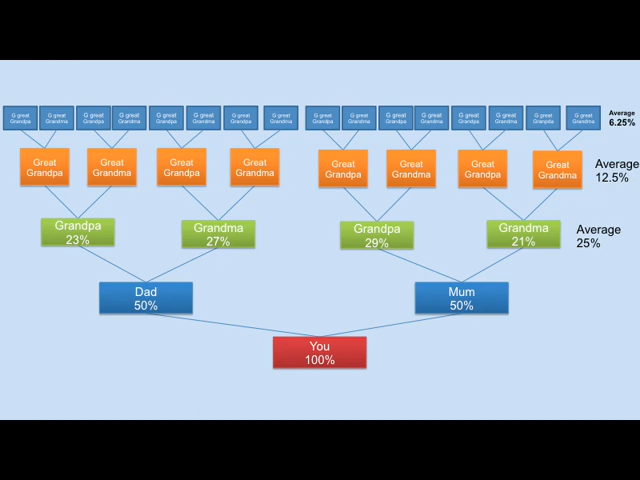 G great Grandpa G great Grandma G great Grandpa G great Grandma G great Grandpa G great Grandma G great Grandpa G great Grandma G great Grandpa G great Grandma G great Grandpa G great Grandma G great Grandpa G great Grandma G great Grandpa G great Grandma
Average
6.25%
Great Grandpa Great Grandma Great Grandpa Great Grandma Great Grandpa Great Grandma Great Grandpa Great Grandma
Average
12.5%
Grandpa 23% Grandma 27% Grandpa 29% Grandma 21%
Average
25%
Dad
50%
Mum
50%
You
100%